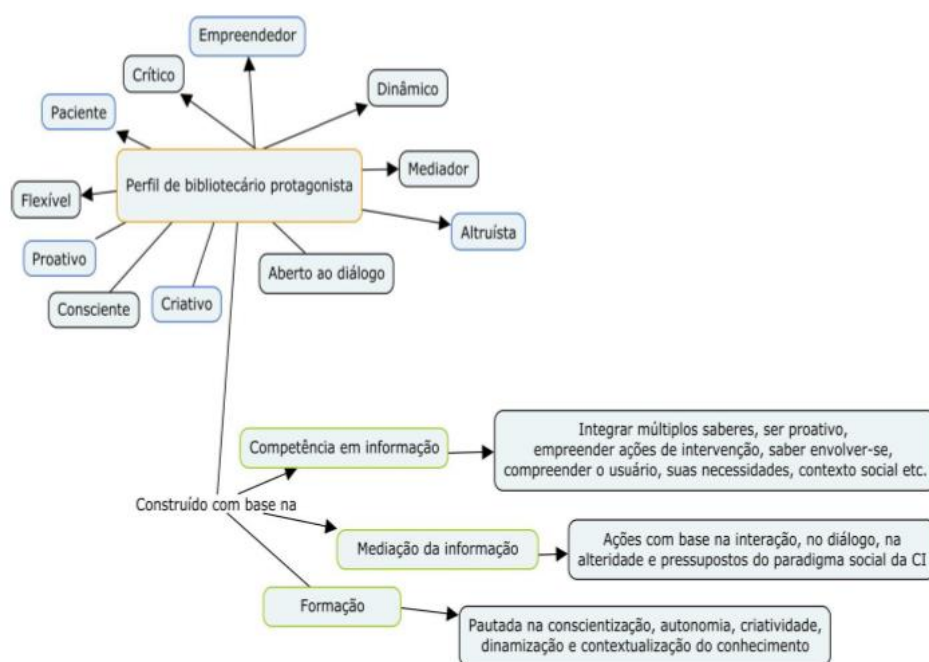 Empreendedor
Crítico
Dinâmico
Paciente
Perfil de bibliotecário protagonista
Mediador
Flexível
Altruísta
Proativo
Aberto ao diálogo
Consciente
Criativo
Integrar múltiplos saberes, ser proativo,
empreender ações de intervenção, saber envolver-se,
compreender o usuário, suas necessidades, contexto social etc.
Competência em informação
Construído com base na
Mediação da informação
Ações com base na interação, no diálogo, na
alteridade e pressupostos do paradigma social da CI
Formação
Pautada na conscientização, autonomia, criatividade,
dinamização e contextualização do conhecimento